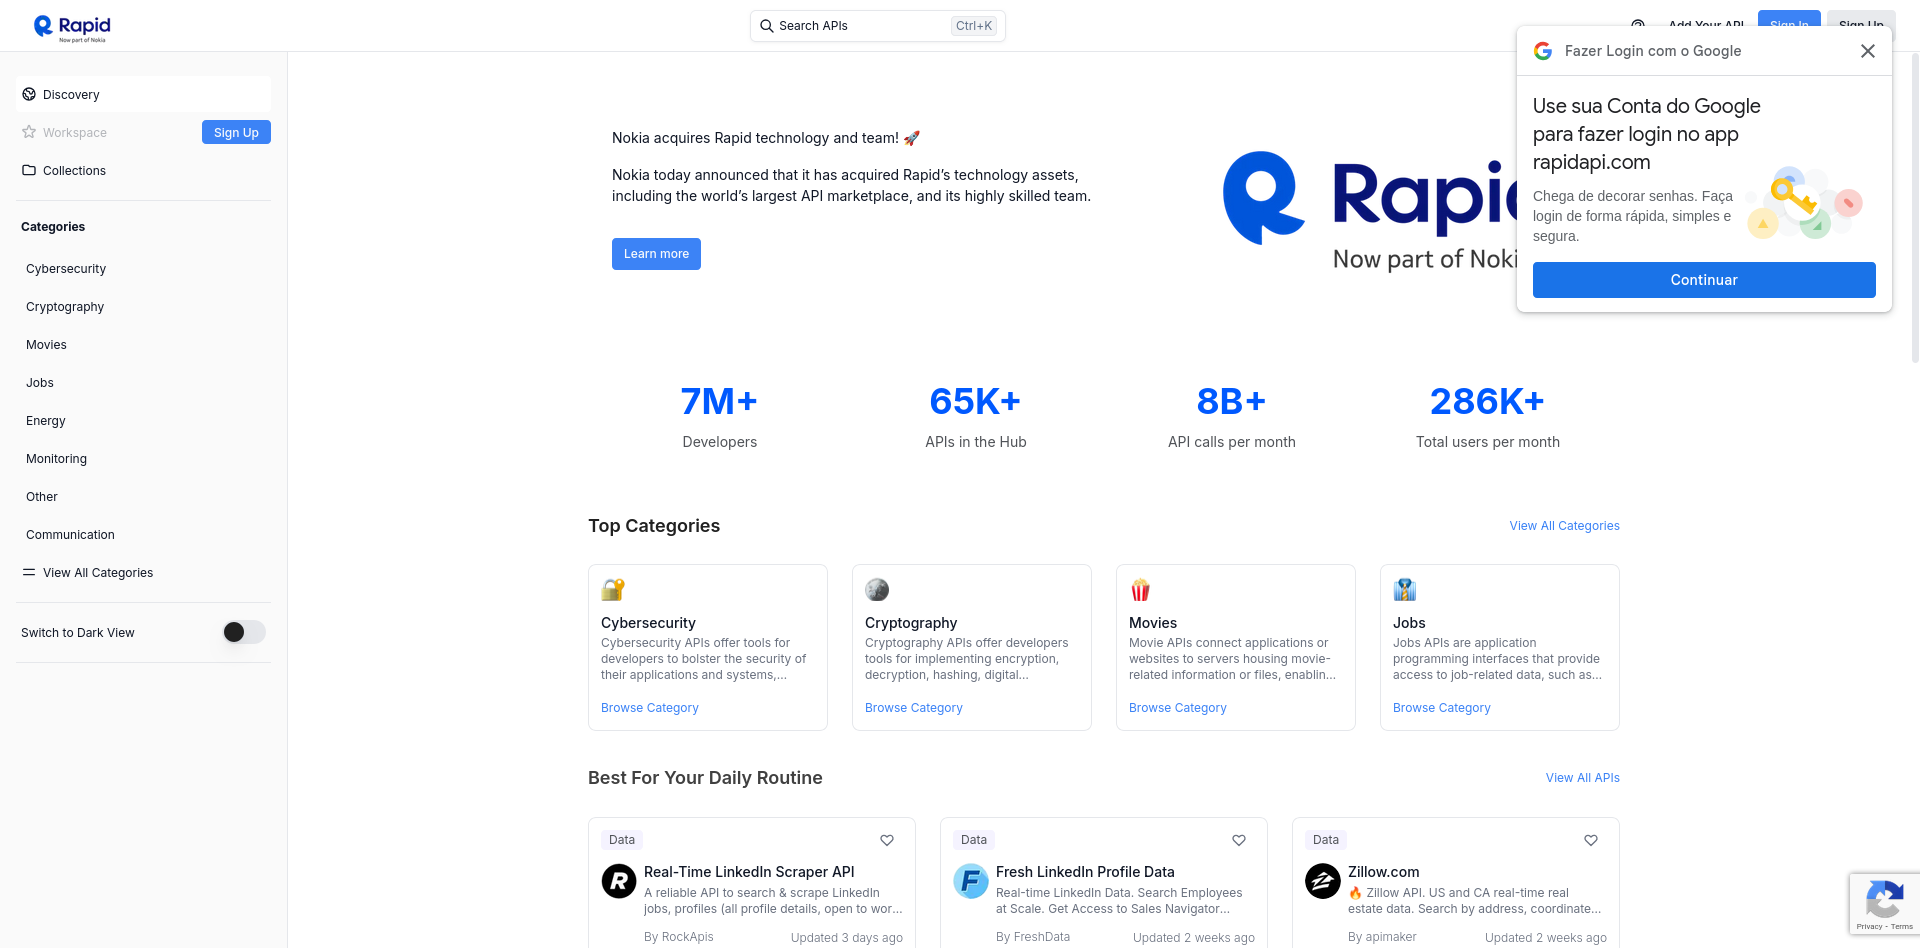 Rapid
Now part of Nokia
Search APIs
Ctrl+K
Add Your API
Sign In
Sign Up
Discovery
Workspace
Sign Up
Collections
Categories
Cybersecurity
Cryptography
Movies
Jobs
Energy
Monitoring
Other
Communication
View All Categories
Switch to Dark View
Nokia acquires Rapid technology and team! 🚀
Nokia today announced that it has acquired Rapid's technology assets,
including the world's largest API marketplace, and its highly skilled team.
Learn more
Rapid
Now part of Noki
Fazer Login com o Google
Use sua Conta do Google
para fazer login no app
rapidapi.com
Chega de decorar senhas. Faça
login de forma rápida, simples e
segura.
Continuar
7M+
Developers
65K+
APIs in the Hub
8B+
API calls per month
286K+
Total users per month
Top Categories
View All Categories
Cybersecurity
Cybersecurity APIs offer tools for
developers to bolster the security of
their applications and systems,...
Browse Category
Cryptography
Cryptography APIs offer developers
tools for implementing encryption,
decryption, hashing, digital...
Browse Category
Movies
Movie APIs connect applications or
websites to servers housing movie-
related information or files, enablin...
Browse Category
Jobs
Jobs APIs are application
programming interfaces that provide
access to job-related data, such as...
Browse Category
Best For Your Daily Routine
View All APIs
Data
Real-Time LinkedIn Scraper API
A reliable API to search & scrape LinkedIn
jobs, profiles (all profile details, open to wor...
By RockApis
Updated 3 days ago
Data
Fresh LinkedIn Profile Data
Real-time LinkedIn Data. Search Employees
at Scale. Get Access to Sales Navigator...
By FreshData
Updated 2 weeks ago
Data
Zillow.com
🔥 Zillow API. US and CA real-time real
estate data. Search by address, coordinate...
By apimaker
Updated 2 weeks ago
Privacy - Terms